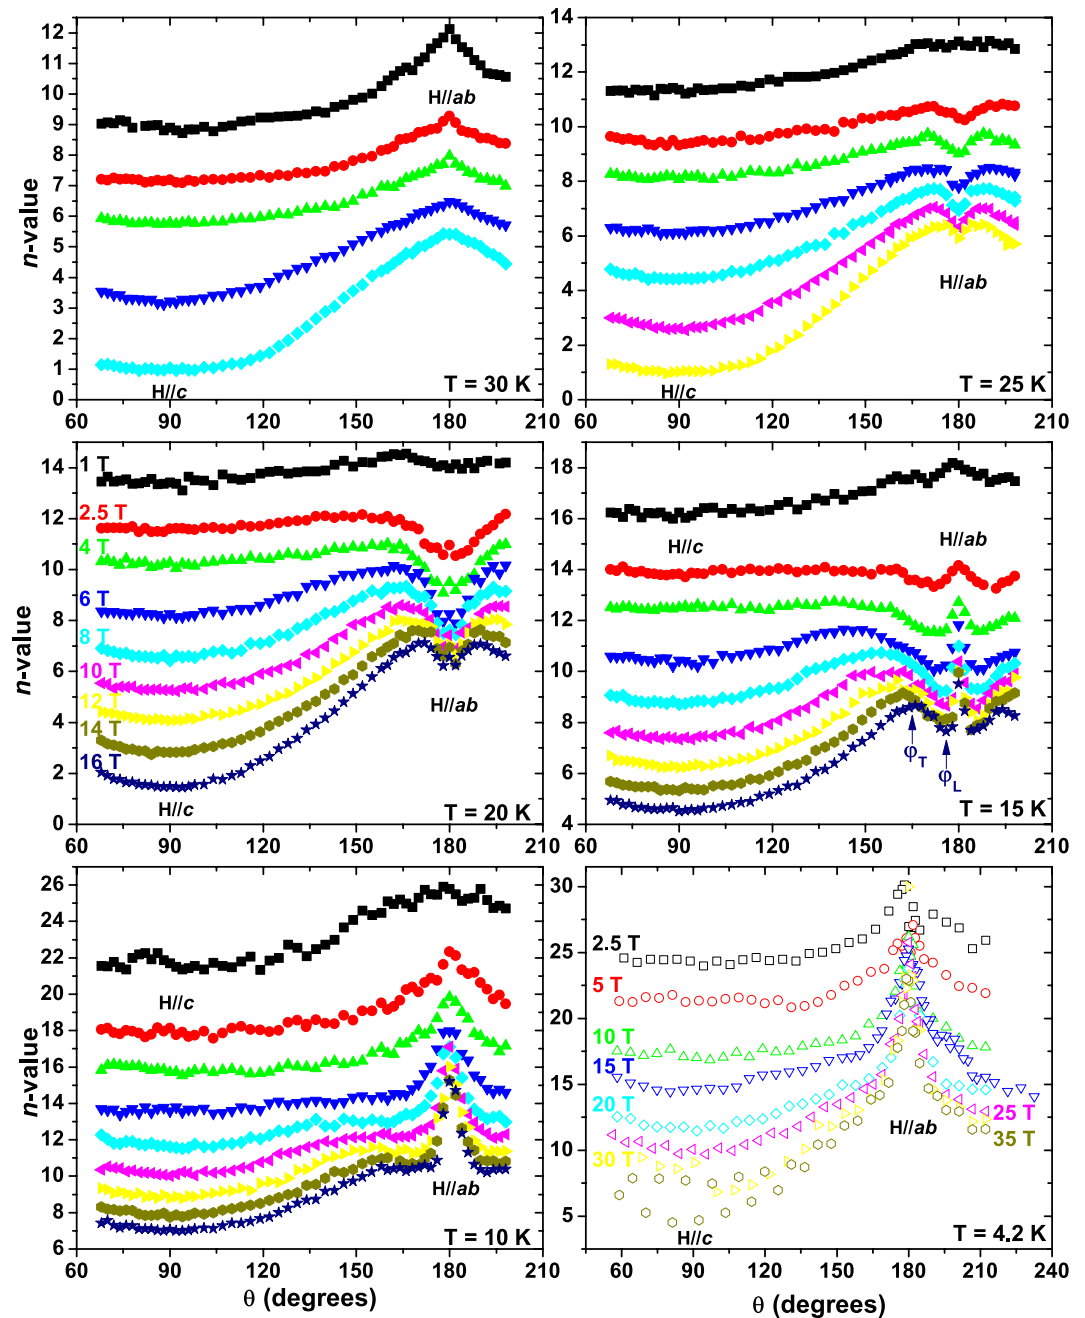 12
11
10
9
8
7
6
5
4
3
2
1
0
n-value
H//ab
H//c
T = 30 K
60 90 120 150 180 210
14
12
10
8
6
4
2
0
H//ab
H//c
T = 25 K
60 90 120 150 180 210
14
12
10
8
6
4
2
0
n-value
1 T
2.5 T
4 T
6 T
8 T
10 T
12 T
14 T
16 T
H//ab
H//c
T = 20 K
60 90 120 150 180 210
18
16
14
12
10
8
6
4
H//c
H//ab
φT
φL
T = 15 K
60 90 120 150 180 210
26
24
22
20
18
16
14
12
10
8
6
n-value
H//c
H//ab
T = 10 K
60 90 120 150 180 210
θ (degrees)
30
25
20
15
10
5
2.5 T
5 T
10 T
15 T
20 T
25 T
30 T
35 T
H//ab
H//c
T = 4.2 K
60 90 120 150 180 210 240
θ (degrees)